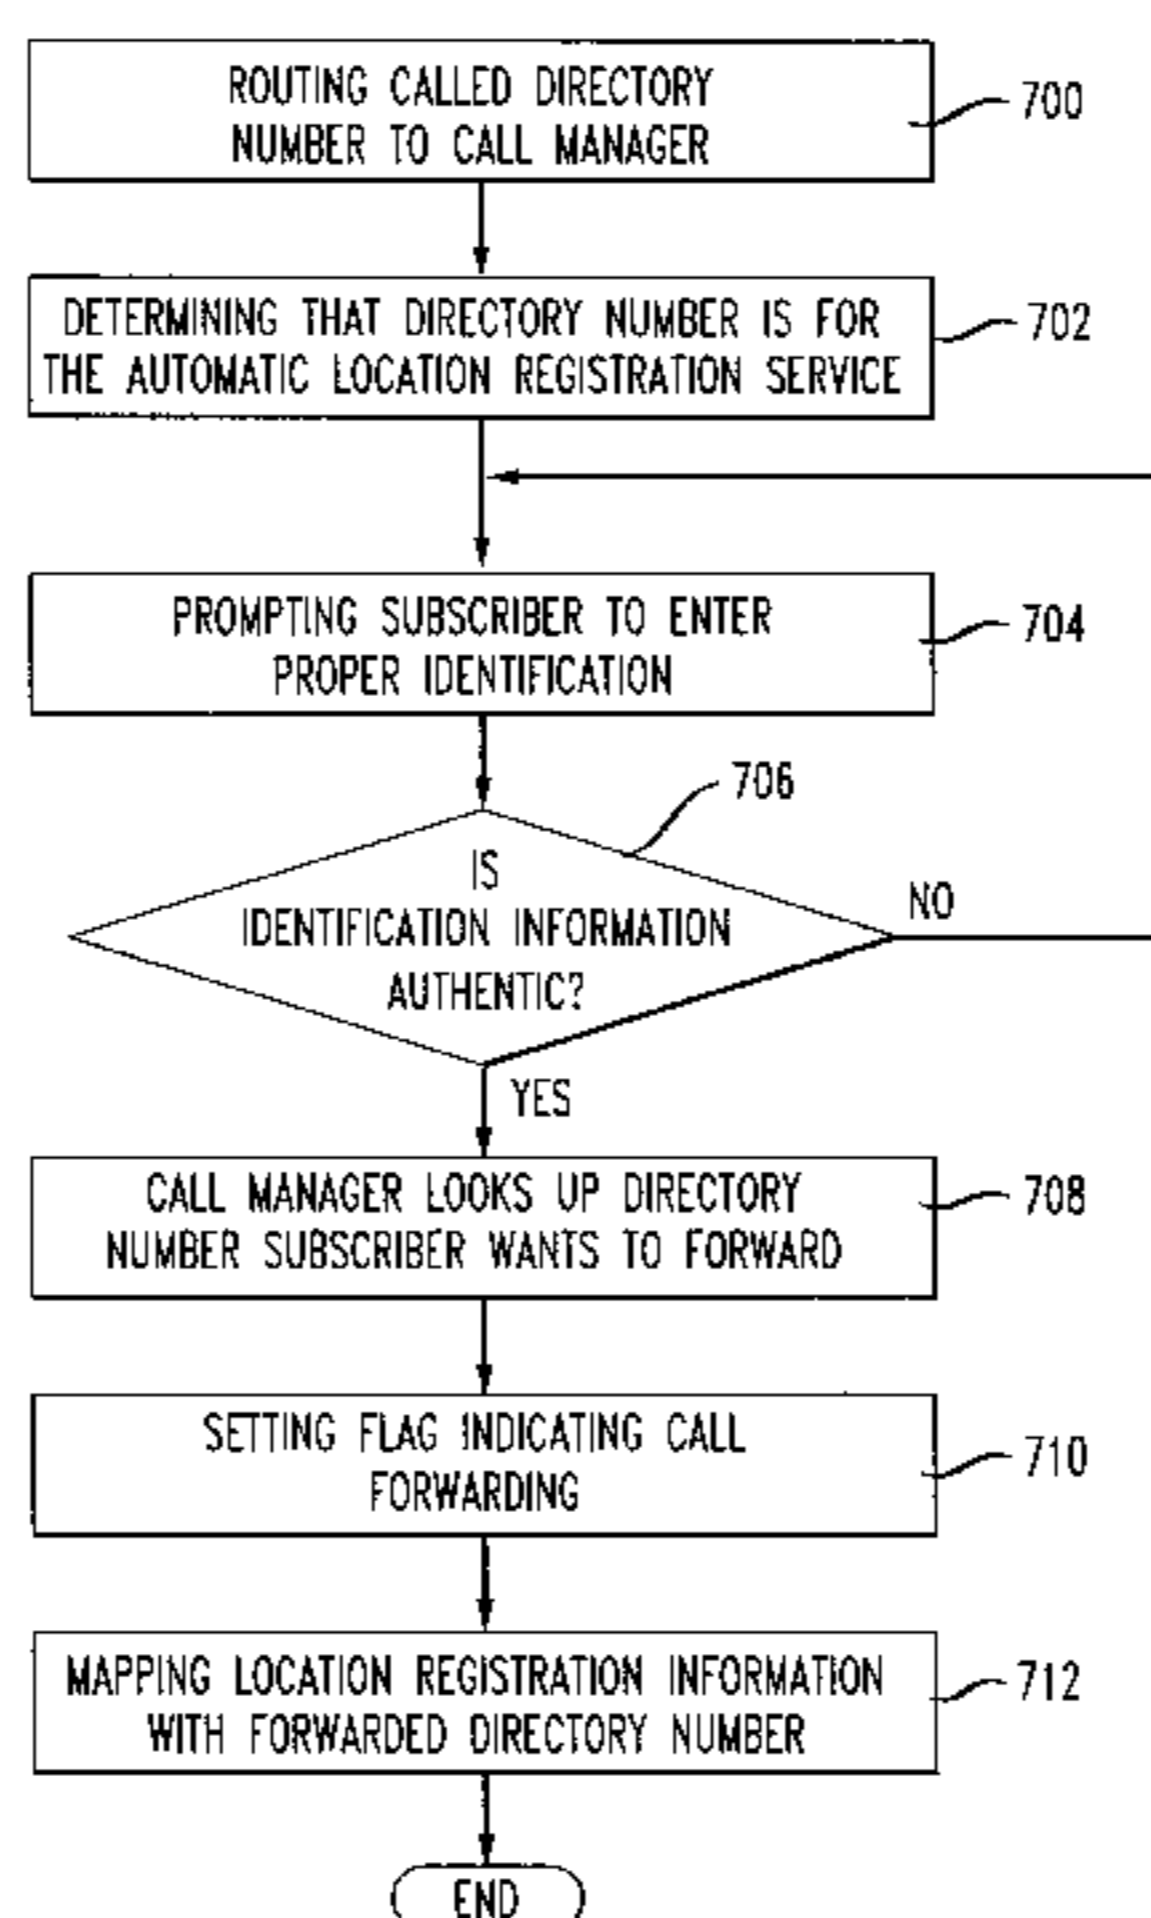 ROUTING CALLED DIRECTORY
NUMBER TO CALL MANAGER
700
DETERMINING THAT DIRECTORY NUMBER IS FOR
THE AUTOMATIC LOCATION REGISTRATION SERVICE
702
PROMPTING SUBSCRIBER TO ENTER
PROPER IDENTIFICATION
704
706
IS
IDENTIFICATION INFORMATION
AUTHENTIC?
NO
YES
CALL MANAGER LOOKS UP DIRECTORY
NUMBER SUBSCRIBER WANTS TO FORWARD
708
SETTING FLAG INDICATING CALL
FORWARDING
710
MAPPING LOCATION REGISTRATION INFORMATION
WITH FORWARDED DIRECTORY NUMBER
712
END